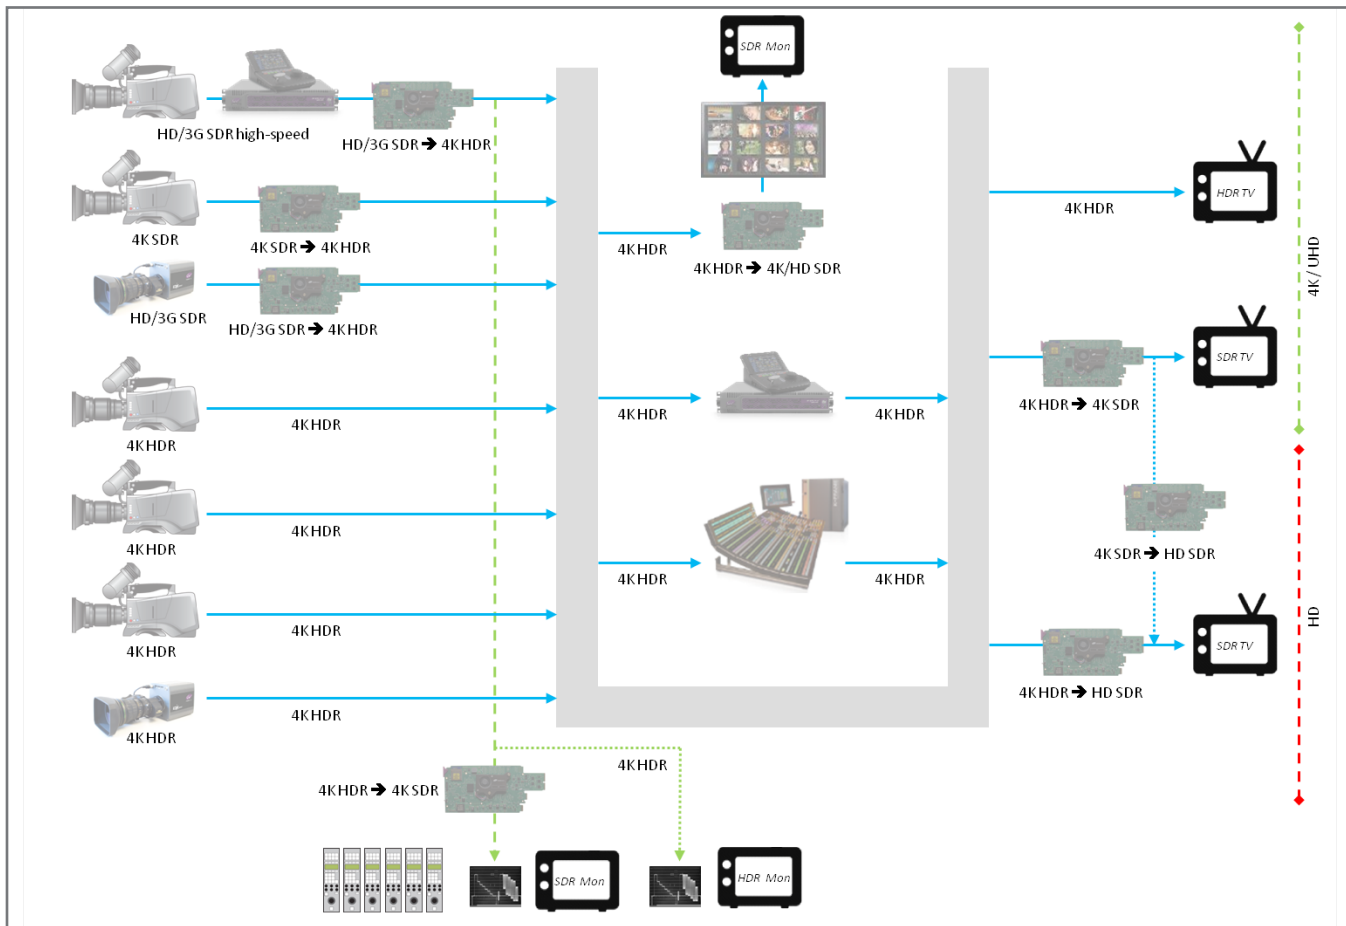 SDR Mon
HD/3G SDR high-speed
HD/3G SDR ➔ 4K HDR
4K SDR
4K SDR ➔ 4K HDR
HD/3G SDR
HD/3G SDR ➔ 4K HDR
4K HDR
4K HDR
4K HDR
4K HDR
4K HDR
4K HDR
4K HDR
4K HDR
4K HDR
4K HDR ➔ 4K/HD SDR
4K HDR
4K HDR
4K HDR
4K HDR
4K HDR
HDR TV
4K HDR ➔ 4K SDR
SDR TV
4K SDR ➔ HD SDR
4K HDR ➔ HD SDR
SDR TV
4K / UHD
HD
4K HDR ➔ 4K SDR
4K HDR
SDR Mon
HDR Mon